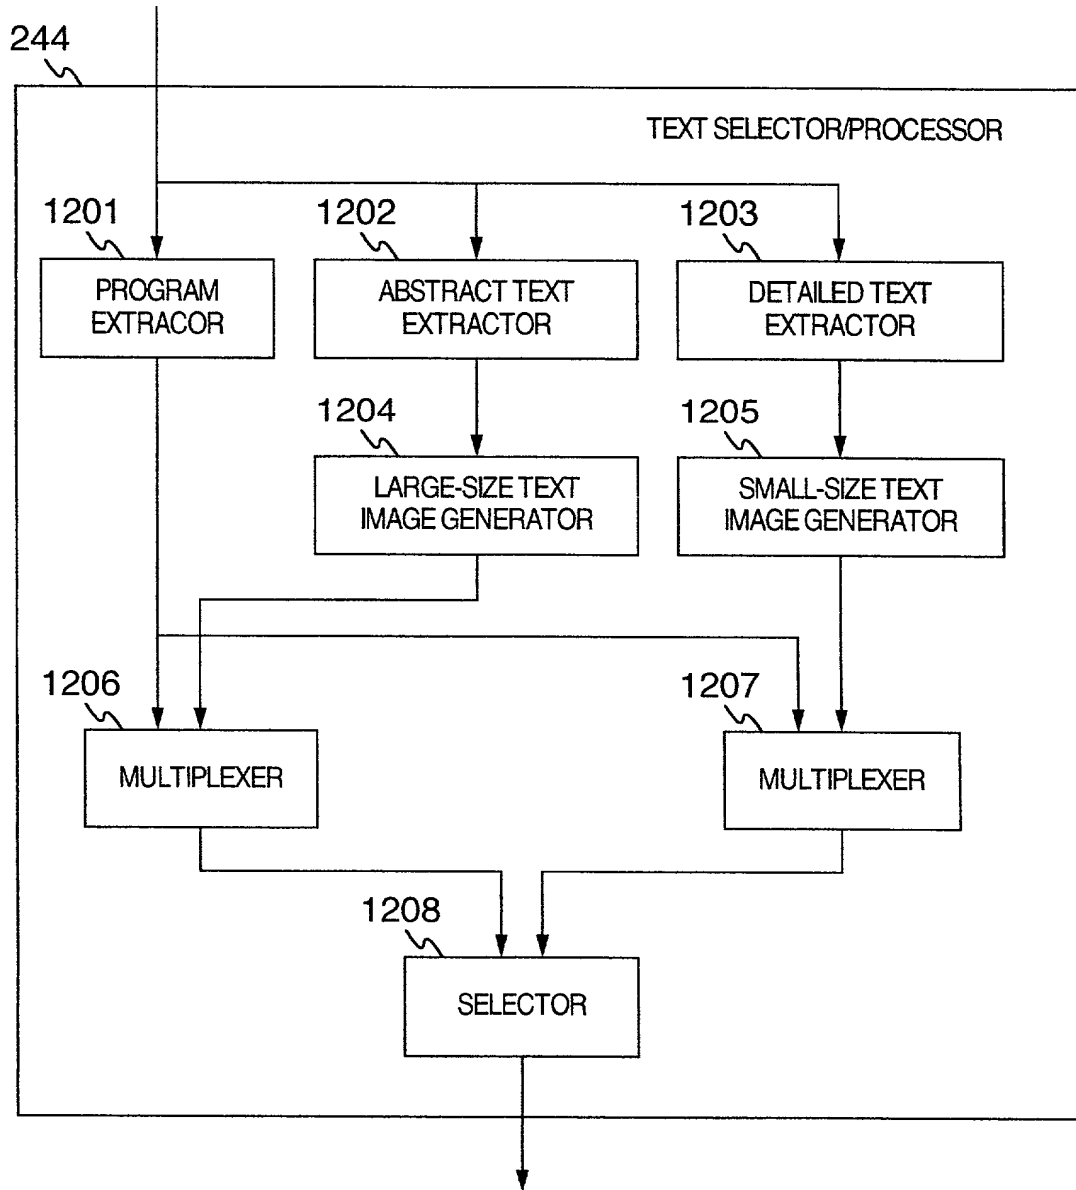 244
TEXT SELECTOR/PROCESSOR
1201
1202
1203
PROGRAM
EXTRACOR
ABSTRACT TEXT
EXTRACTOR
DETAILED TEXT
EXTRACTOR
1204
1205
LARGE-SIZE TEXT
IMAGE GENERATOR
SMALL-SIZE TEXT
IMAGE GENERATOR
1206
1207
MULTIPLEXER
MULTIPLEXER
1208
SELECTOR